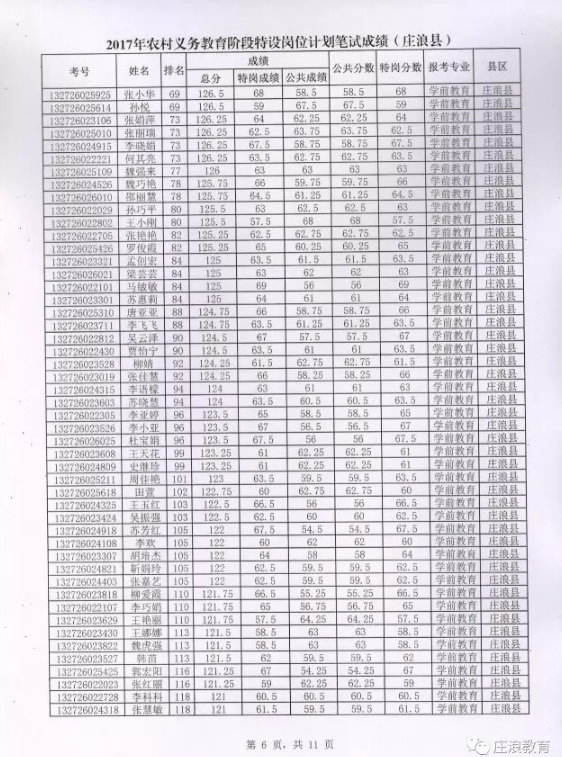 2017年农村义务教育阶段特设岗位计划笔试成绩（庄浪县）
考号 姓名 排名 成绩 公共分数 特岗分数 报考专业 县区
总分 特岗成绩 公共成绩
132726025925 张小华 69 126.5 68 58.5 58.5 68 学前教育 庄浪县
132726025614 孙悦 69 126.5 59 67.5 67.5 59 学前教育 庄浪县
132726023106 张娟萍 73 126.25 64 62.25 62.25 64 学前教育 庄浪县
132726025010 张丽瑞 73 126.25 62.5 63.75 63.75 62.5 学前教育 庄浪县
132726024915 李晓娟 73 126.25 67.5 58.75 58.75 67.5 学前教育 庄浪县
132726022221 何其亮 73 126.25 63.5 62.75 62.75 63.5 学前教育 庄浪县
132726025109 魏强来 77 126 63 63 63 63 学前教育 庄浪县
132726024526 魏巧艳 78 125.75 66 59.75 59.75 66 学前教育 庄浪县
132726026010 邵丽慧 78 125.75 64.5 61.25 61.25 64.5 学前教育 庄浪县
132726022029 孙巧平 80 125.5 63 62.5 62.5 63 学前教育 庄浪县
132726022802 王小刚 80 125.5 57.5 68 68 57.5 学前教育 庄浪县
132726022705 张艳艳 82 125.25 62.5 62.75 62.75 62.5 学前教育 庄浪县
132726025426 罗俊霞 82 125.25 65 60.25 60.25 65 学前教育 庄浪县
132726023321 孟创宏 84 125 63.5 61.5 61.5 63.5 学前教育 庄浪县
132726026021 梁芸芸 84 125 63 62 62 63 学前教育 庄浪县
132726022101 马敏敏 84 125 69 56 56 69 学前教育 庄浪县
132726023301 苏惠莉 84 125 64 61 61 64 学前教育 庄浪县
132726025310 唐亚亚 88 124.75 66 58.75 58.75 66 学前教育 庄浪县
132726023711 李飞飞 88 124.75 63.5 61.25 61.25 63.5 学前教育 庄浪县
132726022812 吴云泽 90 124.5 67 57.5 57.5 67 学前教育 庄浪县
132726022430 贾怡宁 90 124.5 63.5 61 61 63.5 学前教育 庄浪县
132726023528 柳婧 92 124.25 61.5 62.75 62.75 61.5 学前教育 庄浪县
132726023019 张佳慧 92 124.25 66 58.25 58.25 66 学前教育 庄浪县
132726024315 李语檬 94 124 63 61 61 63 学前教育 庄浪县
132726023603 苏晓慧 94 124 63.5 60.5 60.5 63.5 学前教育 庄浪县
132726022305 李亚婷 96 123.5 65 58.5 58.5 65 学前教育 庄浪县
132726023526 李小亚 96 123.5 67 56.5 56.5 67 学前教育 庄浪县
132726026025 杜宝娟 96 123.5 67.5 56 56 67.5 学前教育 庄浪县
132726023608 王天花 99 123.25 61 62.25 62.25 61 学前教育 庄浪县
132726024809 史继珍 99 123.25 61 62.25 62.25 61 学前教育 庄浪县
132726025211 周佳艳 101 123 63.5 59.5 59.5 63.5 学前教育 庄浪县
132726025618 田萱 102 122.75 60 62.75 62.75 60 学前教育 庄浪县
132726024325 王玉红 103 122.5 66.5 56 56 66.5 学前教育 庄浪县
132726023424 吴振强 103 122.5 62.5 60 60 62.5 学前教育 庄浪县
132726024918 苏芳红 105 122 67.5 54.5 54.5 67.5 学前教育 庄浪县
132726024108 李欢 105 122 60 62 62 60 学前教育 庄浪县
132726023307 胡培杰 105 122 64 58 58 64 学前教育 庄浪县
132726024821 靳娟玲 105 122 62.5 59.5 59.5 62.5 学前教育 庄浪县
132726024403 张嘉艺 105 122 62.5 59.5 59.5 62.5 学前教育 庄浪县
132726023818 柳爱霞 110 121.75 66.5 55.25 55.25 66.5 学前教育 庄浪县
132726022107 李巧娟 110 121.75 65 56.75 56.75 65 学前教育 庄浪县
132726023629 王艳丽 110 121.75 57.5 64.25 64.25 57.5 学前教育 庄浪县
132726023430 王娜娜 113 121.5 58.5 63 63 58.5 学前教育 庄浪县
132726023822 魏虎强 113 121.5 58.5 63 63 58.5 学前教育 庄浪县
132726023527 韩苗 113 121.5 62 59.5 59.5 62 学前教育 庄浪县
132726025425 郭宏阳 116 121.25 67 54.25 54.25 67 学前教育 庄浪县
132726022023 张红丽 116 121.25 59 62.25 62.25 59 学前教育 庄浪县
132726022728 李科科 118 121 60.5 60.5 60.5 60.5 学前教育 庄浪县
132726024318 张慧敏 118 121 61.5 59.5 59.5 61.5 学前教育 庄浪县
第 6 页，共 11 页
庄浪教育